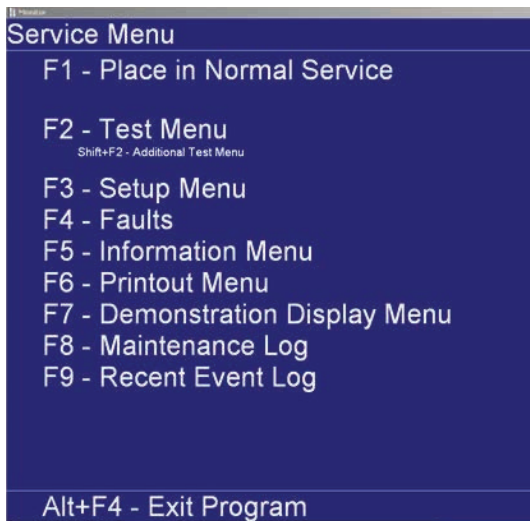 Service Menu
F1 - Place in Normal Service
F2 - Test Menu
Shift+F2 - Additional Test Menu
F3 - Setup Menu
F4 - Faults
F5 - Information Menu
F6 - Printout Menu
F7 - Demonstration Display Menu
F8 - Maintenance Log
F9 - Recent Event Log
Alt+F4 - Exit Program